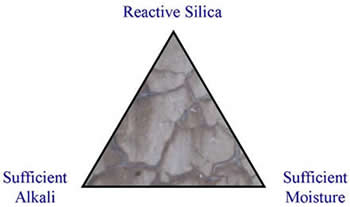 Reactive Silica
Sufficient
Alkali
Sufficient
Moisture